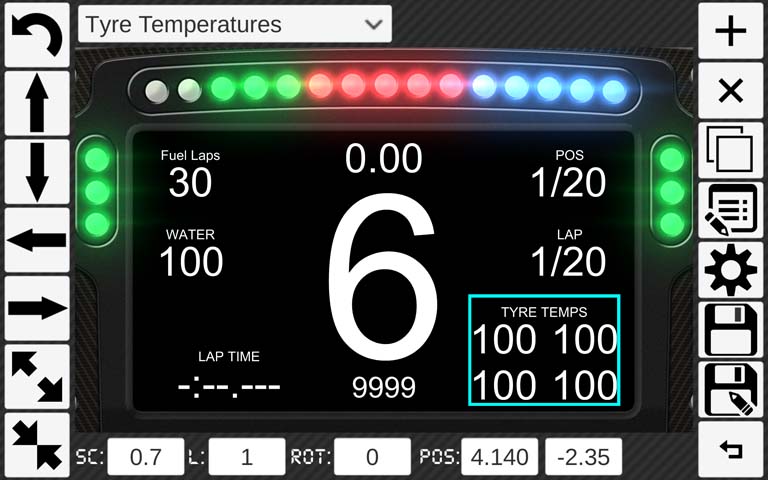 Tyre Temperatures
Fuel Laps
30
0.00
POS
1/20
WATER
100
6
LAP
1/20
TYRE TEMPS
100 100
100 100
LAP TIME
-:--.---
9999
SC: 0.7 L: 1 ROT: 0 POS: 4.140 -2.35